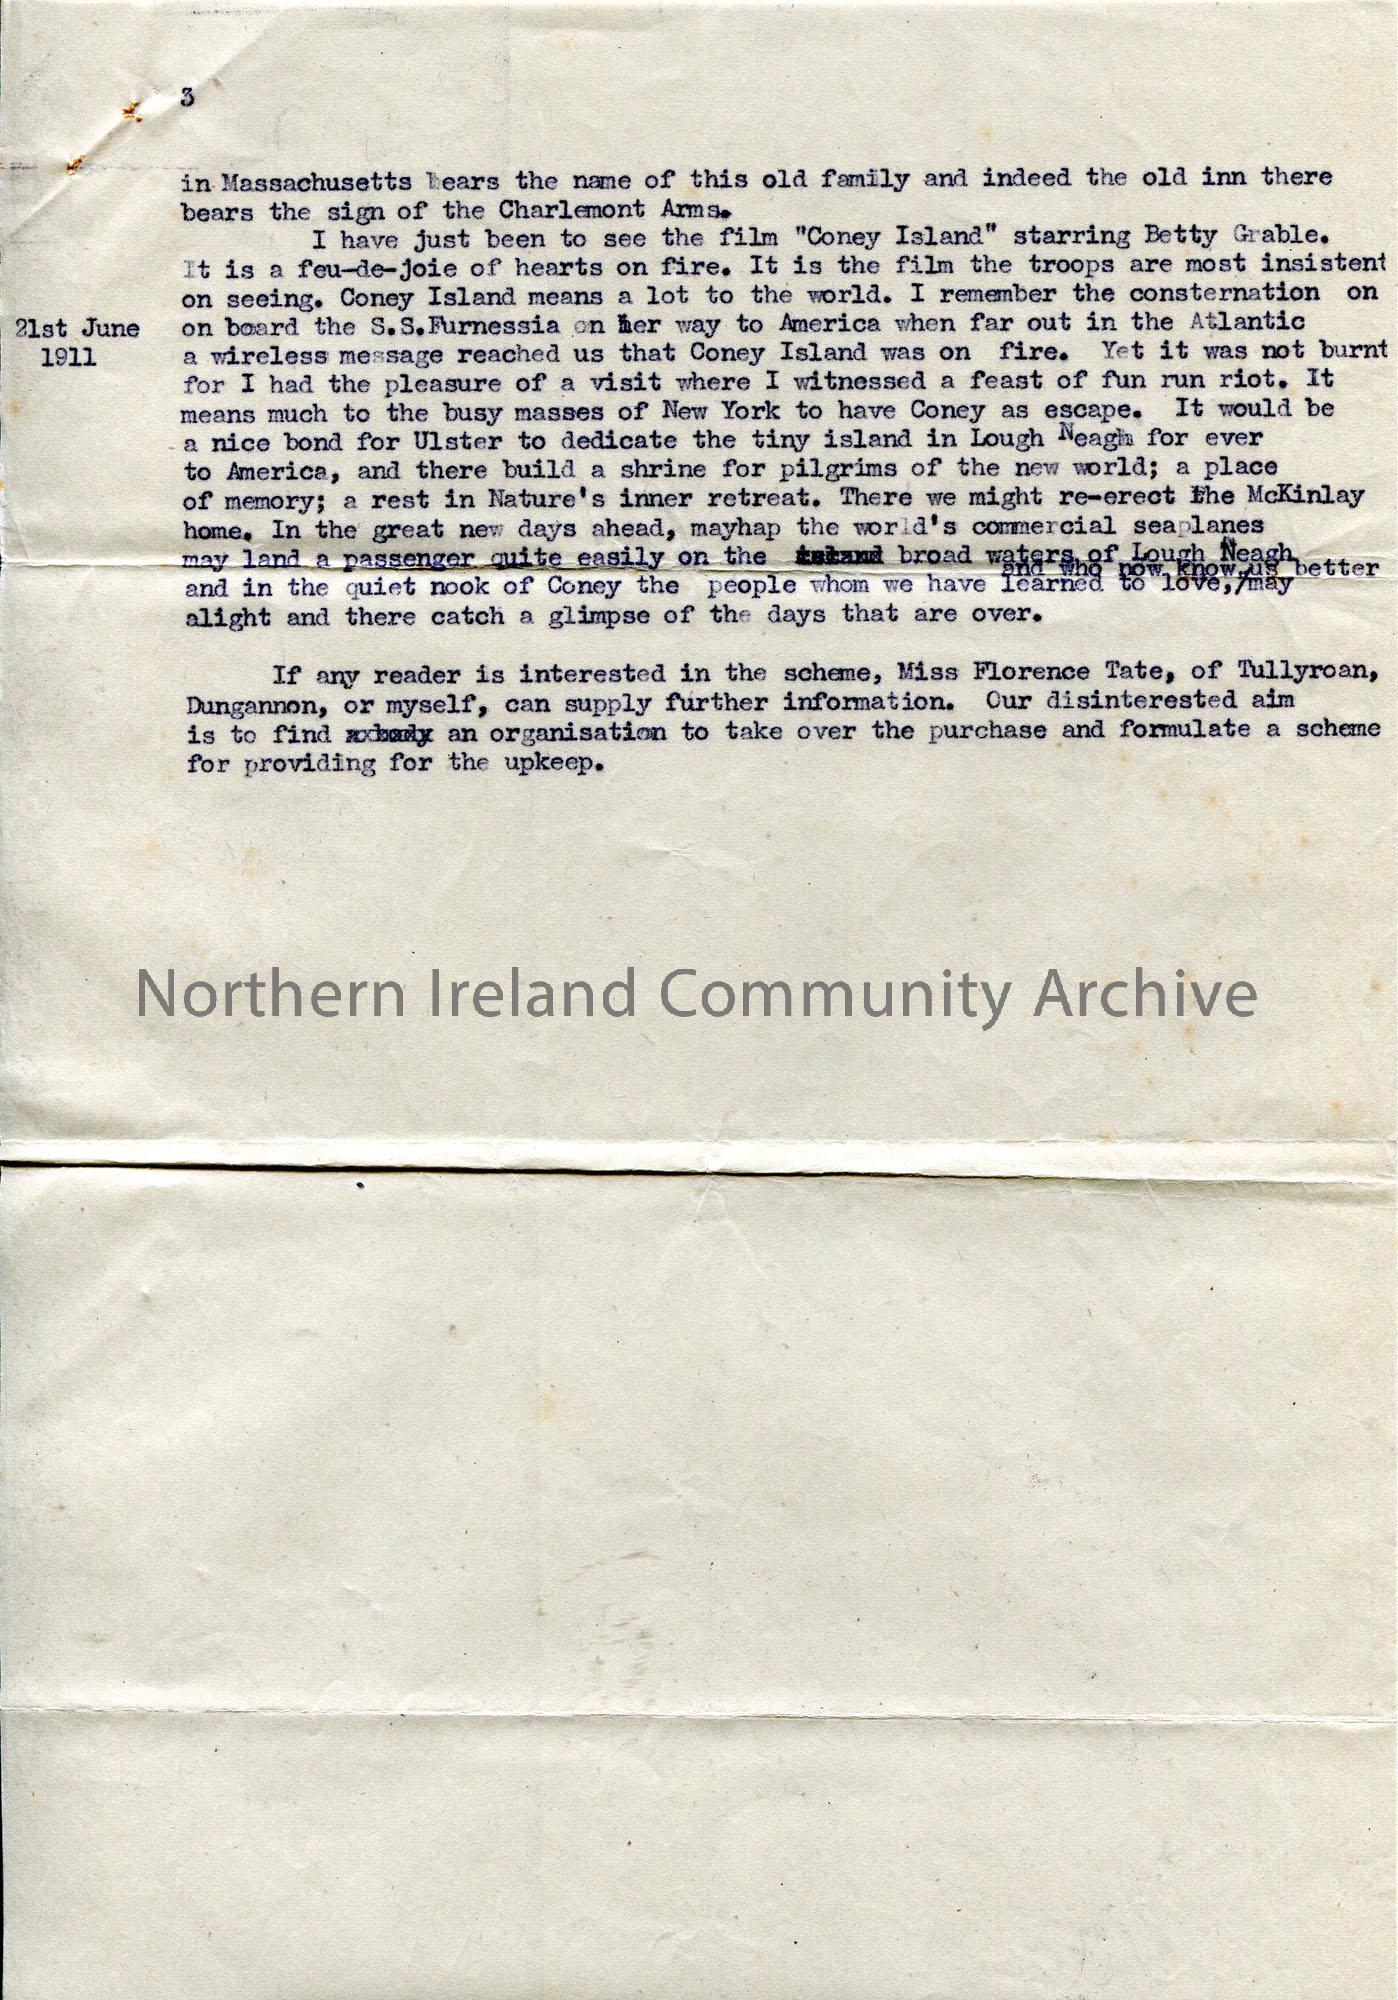 3
in Massachusetts bears the name of this old family and indeed the old inn there
bears the sign of the Charlemont Arms.
I have just been to see the film "Coney Island" starring Betty Grable.
It is a feu-de-joie of hearts on fire. It is the film the troops are most insistent
on seeing. Coney Island means a lot to the world. I remember the consternation on
21st June
1911
on board the S.S.Furnessia on her way to America when far out in the Atlantic
a wireless message reached us that Coney Island was on fire. Yet it was not burnt
for I had the pleasure of a visit where I witnessed a feast of fun run riot. It
means much to the busy masses of New York to have Coney as escape. It would be
a nice bond for Ulster to dedicate the tiny island in Lough Neagh for ever
to America, and there build a shrine for pilgrims of the new world; a place
of memory; a rest in Nature's inner retreat. There we might re-erect the McKinlay
home. In the great new days ahead, mayhap the world's commercial seaplanes
may land a passenger quite easily on the island broad waters of Lough Neagh
and who now know us better
and in the quiet nook of Coney the people whom we have learned to love,/may
alight and there catch a glimpse of the days that are over.
If any reader is interested in the scheme, Miss Florence Tate, of Tullyroan,
Dungannon, or myself, can supply further information. Our disinterested aim
is to find an organisation to take over the purchase and formulate a scheme
for providing for the upkeep.
Northern Ireland Community Archive